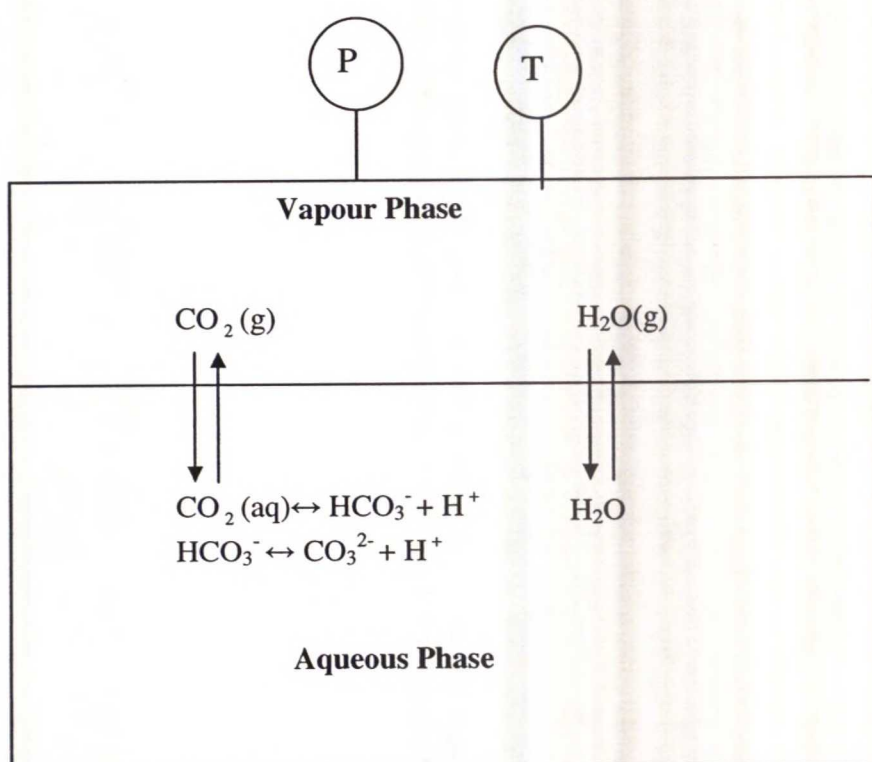 P T
Vapour Phase
CO₂(g) H₂O(g)
CO₂(aq)↔ HCO₃⁻ + H⁺ H₂O
HCO₃⁻ ↔ CO₃²⁻ + H⁺
Aqueous Phase